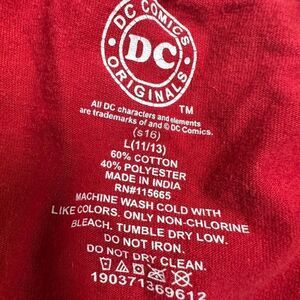 DC COMICS
DC
ORIGINALS
TM
All DC characters and elements
are trademarks of and © DC Comics.
(s16)
L(11/13)
60% COTTON
40% POLYESTER
MADE IN INDIA
RN#115665
MACHINE WASH COLD WITH
LIKE COLORS. ONLY NON-CHLORINE
BLEACH. TUMBLE DRY LOW.
DO NOT IRON.
DO NOT DRY CLEAN.
190371369612